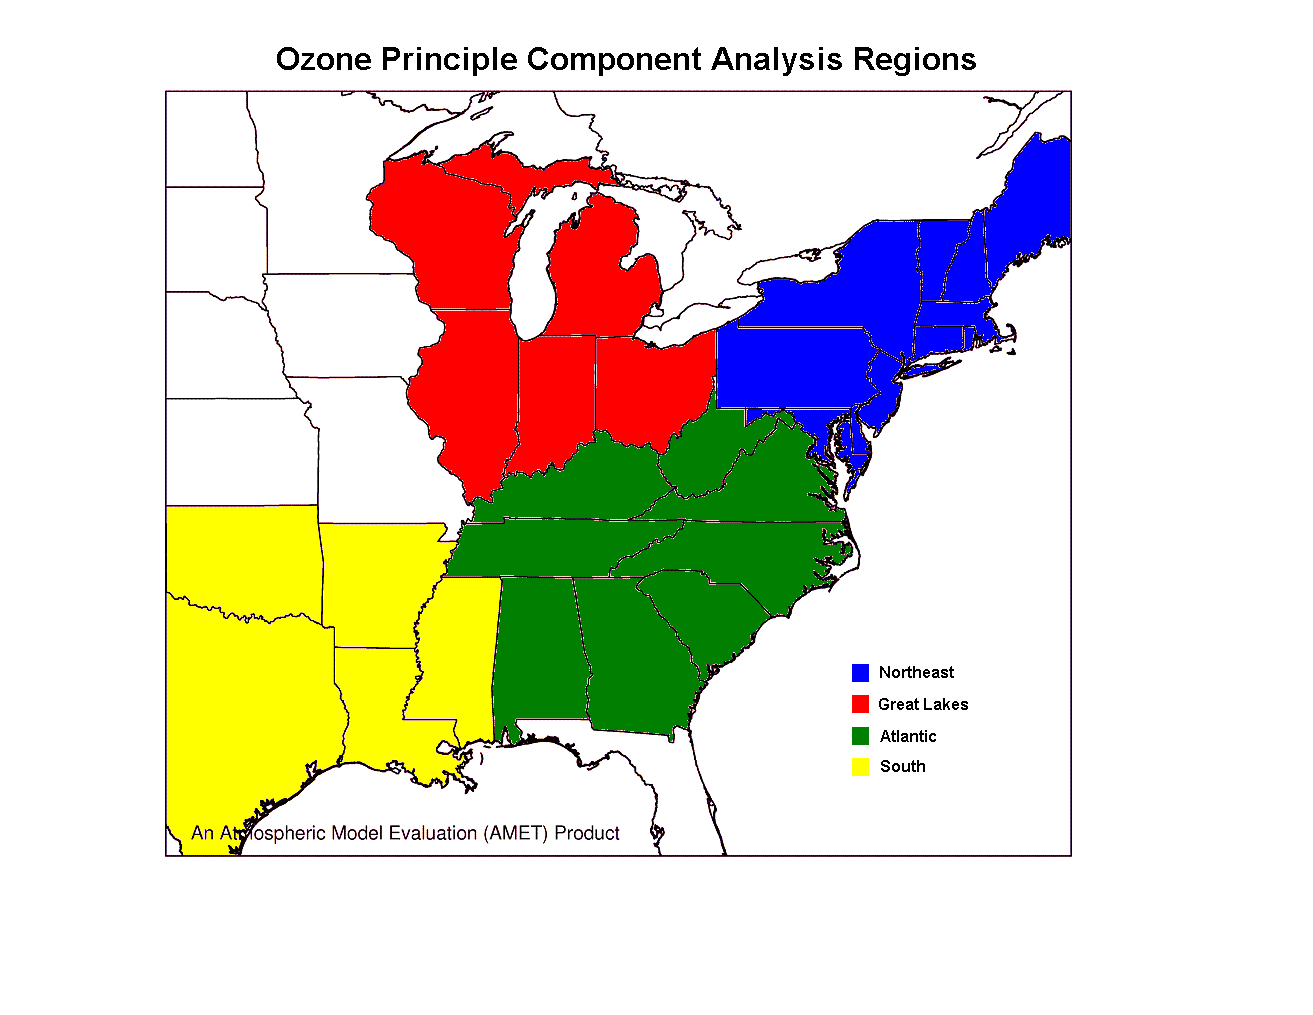 Ozone Principle Component Analysis Regions
Northeast
Great Lakes
Atlantic
South
An Atmospheric Model Evaluation (AMET) Product